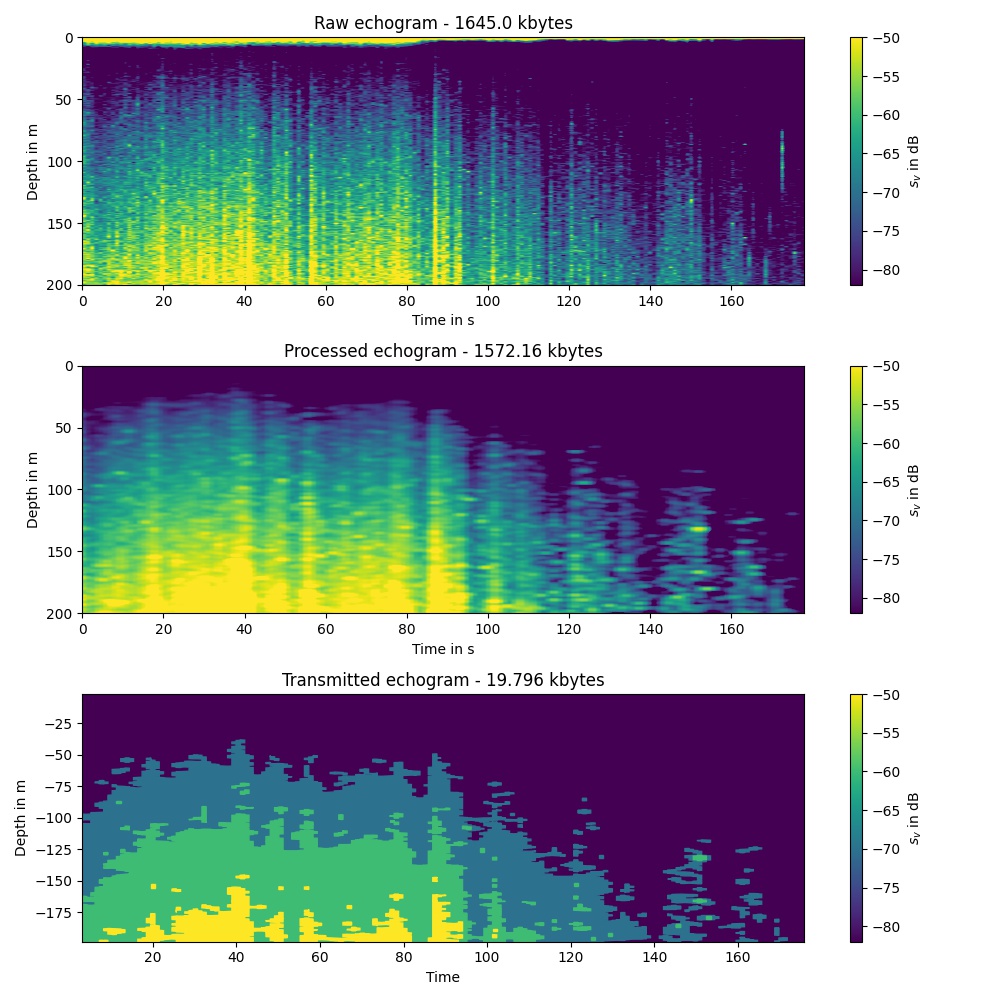 Raw echogram - 1645.0 kbytes
0
50
100
150
200
Depth in m
0 20 40 60 80 100 120 140 160
Time in s
−50
−55
−60
−65
−70
−75
−80
sᵥ in dB
Processed echogram - 1572.16 kbytes
0
50
100
150
200
Depth in m
0 20 40 60 80 100 120 140 160
Time in s
−50
−55
−60
−65
−70
−75
−80
sᵥ in dB
Transmitted echogram - 19.796 kbytes
−25
−50
−75
−100
−125
−150
−175
Depth in m
20 40 60 80 100 120 140 160
Time
−50
−55
−60
−65
−70
−75
−80
sᵥ in dB